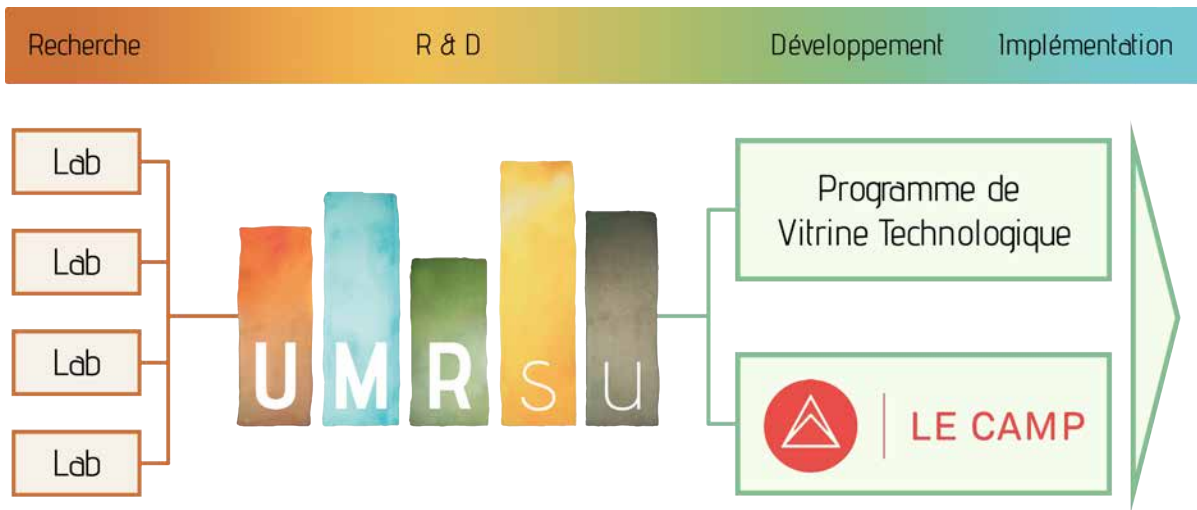 Recherche
R & D
Développement
Implémentation
Lab
Lab
Lab
Lab
UMRsu
Programme de
Vitrine Technologique
LE CAMP